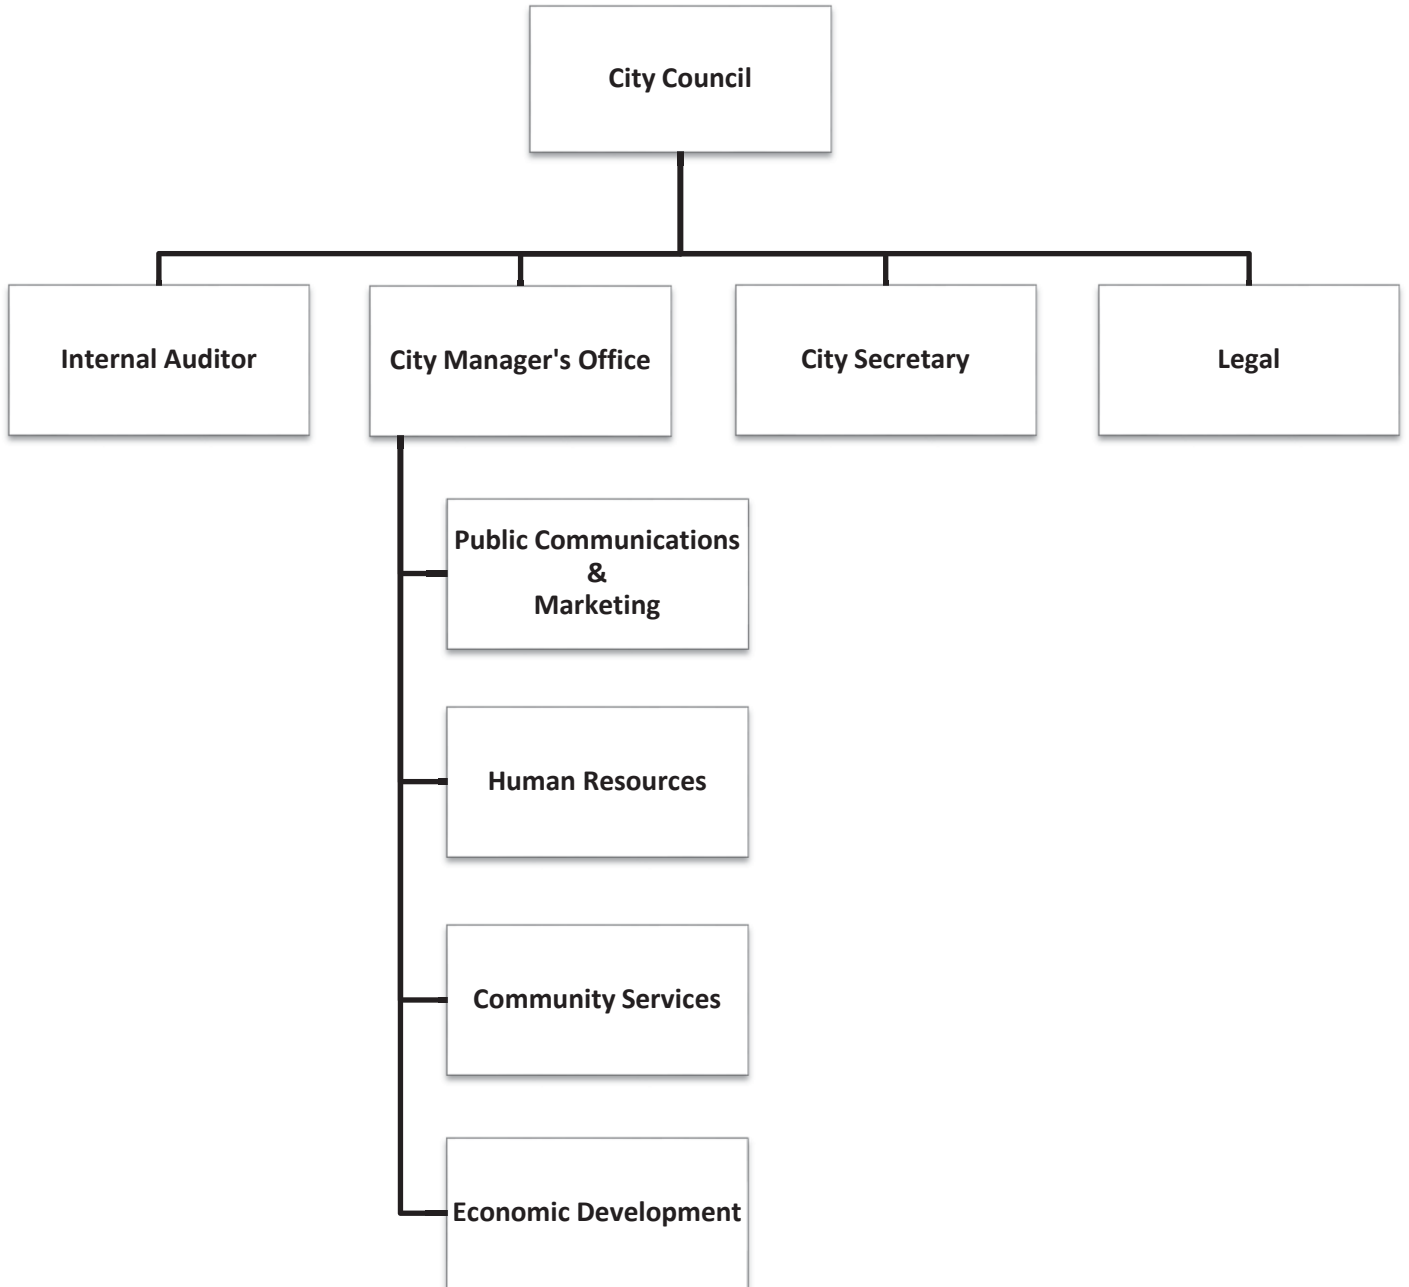 City Council
Internal Auditor
City Manager's Office
City Secretary
Legal
Public Communications
&
Marketing
Human Resources
Community Services
Economic Development